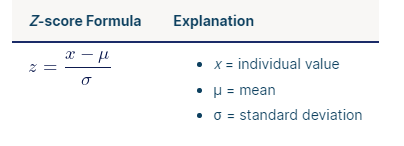 Z-score Formula Explanation
z = (x − μ) / σ
• x = individual value
• μ = mean
• σ = standard deviation